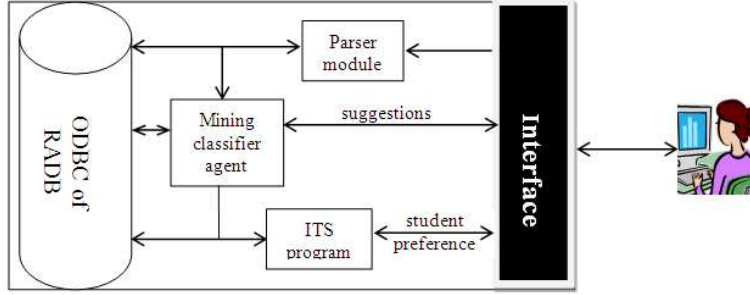 ODBC of
RADB
Parser
module
Mining
classifier
agent
suggestions
ITS
program
student
preference
Interface